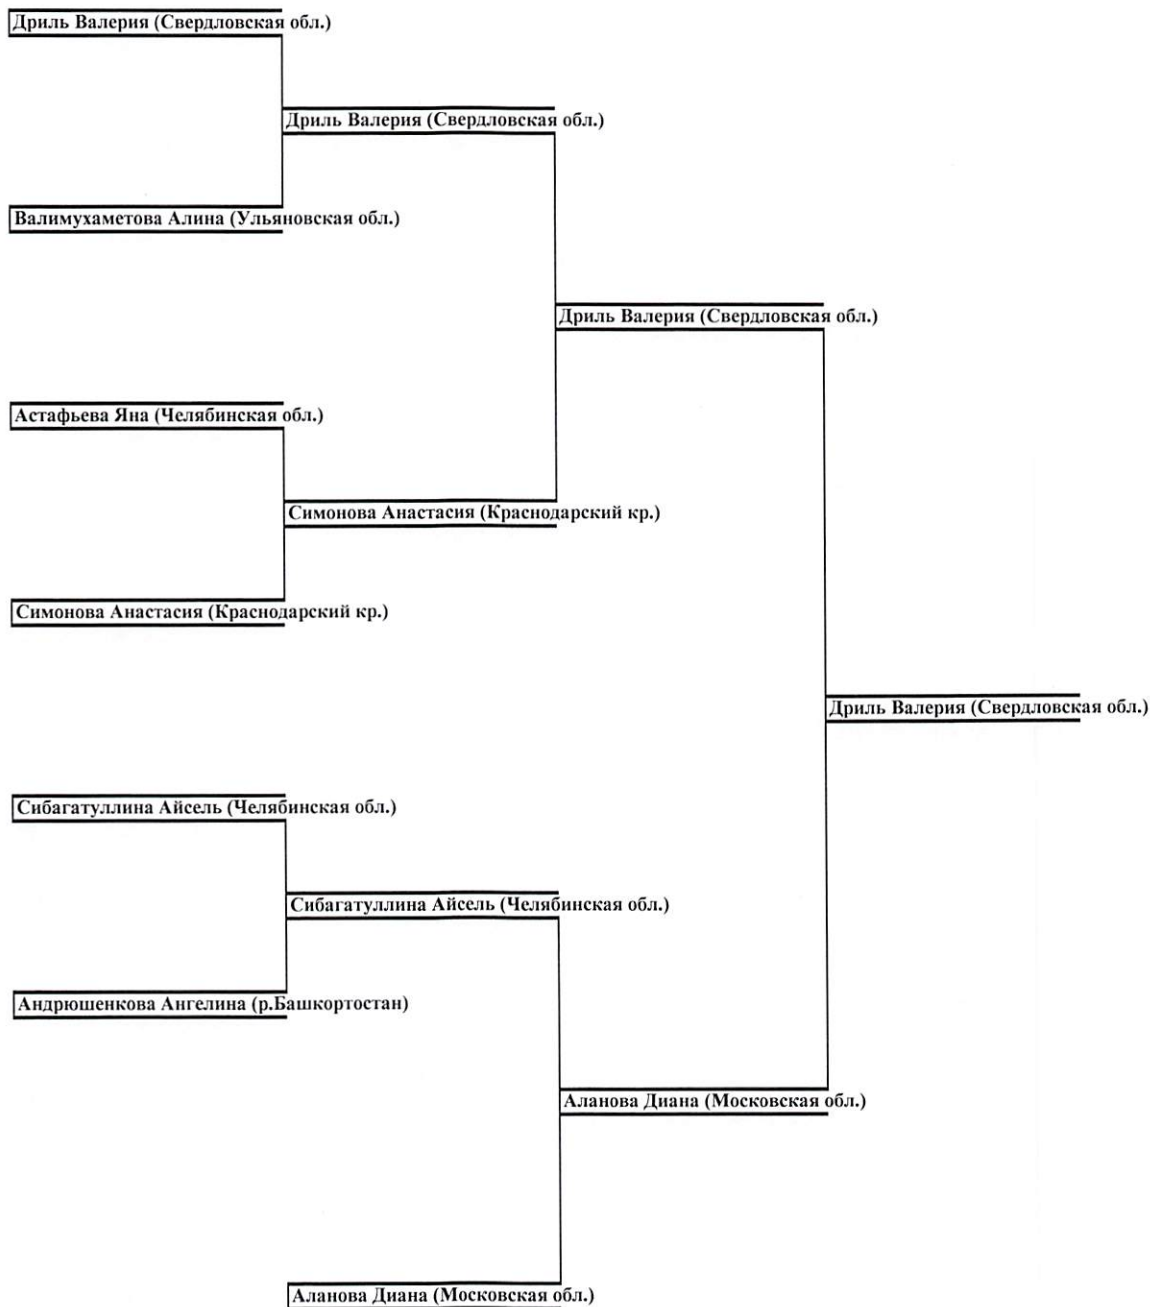 Дриль Валерия (Свердловская обл.)
Дриль Валерия (Свердловская обл.)
Валимухаметова Алина (Ульяновская обл.)
Дриль Валерия (Свердловская обл.)
Астафьева Яна (Челябинская обл.)
Симонова Анастасия (Краснодарский кр.)
Симонова Анастасия (Краснодарский кр.)
Дриль Валерия (Свердловская обл.)
Сибагатуллина Айсель (Челябинская обл.)
Сибагатуллина Айсель (Челябинская обл.)
Андрюшенкова Ангелина (р.Башкортостан)
Аланова Диана (Московская обл.)
Аланова Диана (Московская обл.)